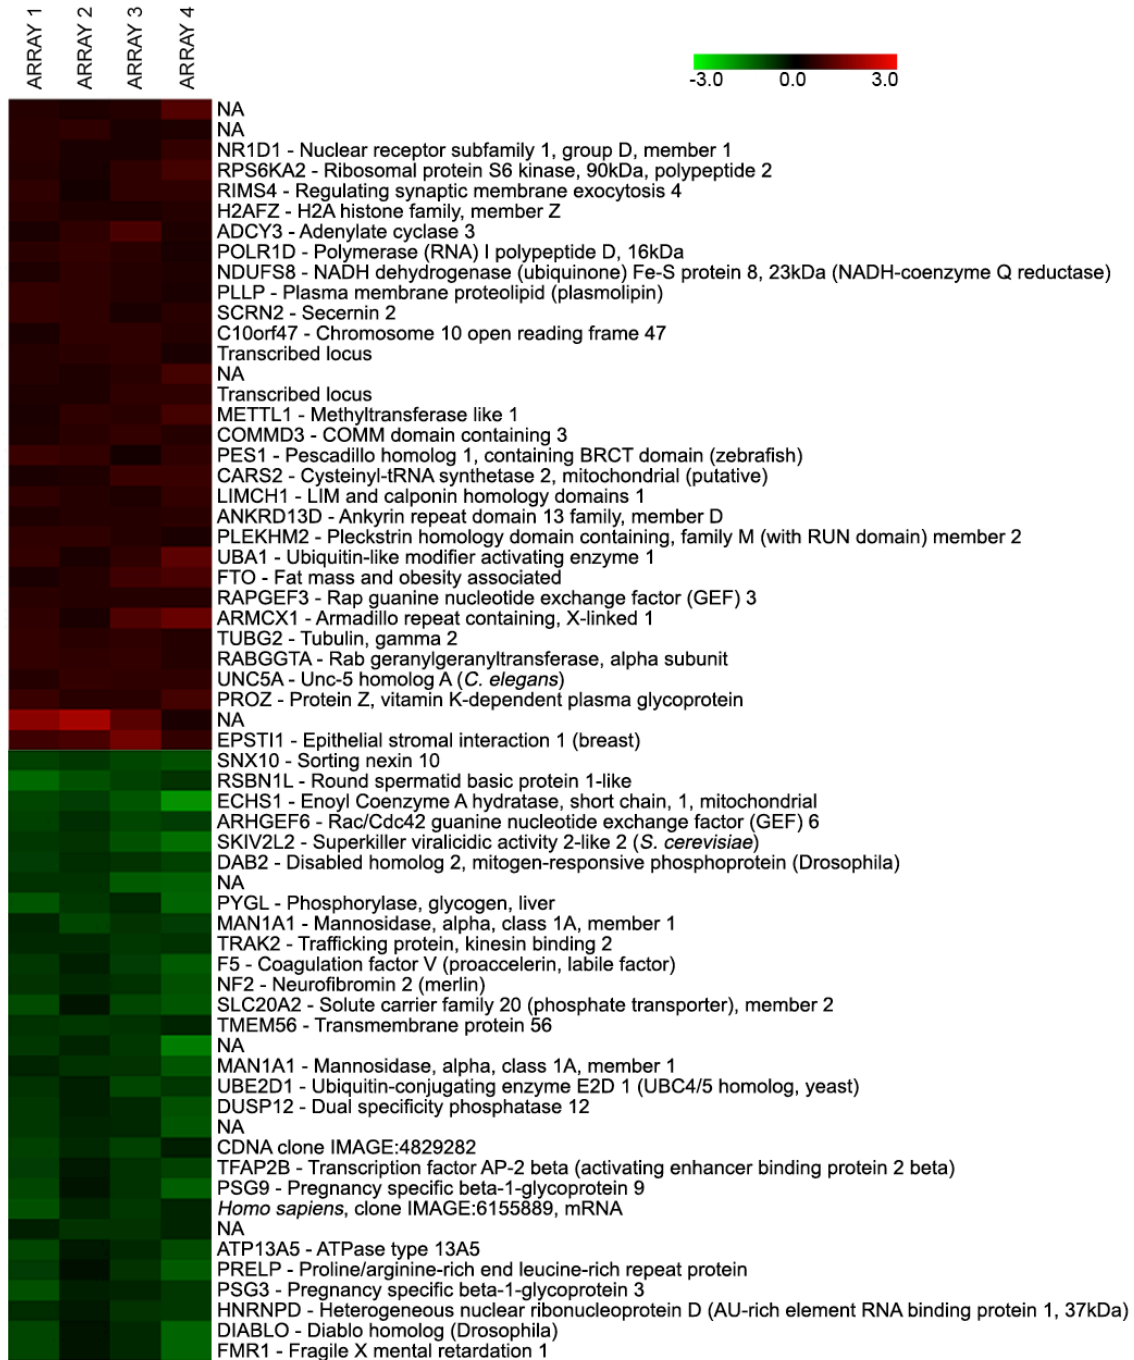 ARRAY 1
ARRAY 2
ARRAY 3
ARRAY 4
-3.0 0.0 3.0
NA
NA
NR1D1 - Nuclear receptor subfamily 1, group D, member 1
RPS6KA2 - Ribosomal protein S6 kinase, 90kDa, polypeptide 2
RIMS4 - Regulating synaptic membrane exocytosis 4
H2AFZ - H2A histone family, member Z
ADCY3 - Adenylate cyclase 3
POLR1D - Polymerase (RNA) I polypeptide D, 16kDa
NDUFS8 - NADH dehydrogenase (ubiquinone) Fe-S protein 8, 23kDa (NADH-coenzyme Q reductase)
PLLP - Plasma membrane proteolipid (plasmolipin)
SCRN2 - Secernin 2
C10orf47 - Chromosome 10 open reading frame 47
Transcribed locus
NA
Transcribed locus
METTL1 - Methyltransferase like 1
COMMD3 - COMM domain containing 3
PES1 - Pescadillo homolog 1, containing BRCT domain (zebrafish)
CARS2 - Cysteinyl-tRNA synthetase 2, mitochondrial (putative)
LIMCH1 - LIM and calponin homology domains 1
ANKRD13D - Ankyrin repeat domain 13 family, member D
PLEKHM2 - Pleckstrin homology domain containing, family M (with RUN domain) member 2
UBA1 - Ubiquitin-like modifier activating enzyme 1
FTO - Fat mass and obesity associated
RAPGEF3 - Rap guanine nucleotide exchange factor (GEF) 3
ARMCX1 - Armadillo repeat containing, X-linked 1
TUBG2 - Tubulin, gamma 2
RABGGTA - Rab geranylgeranyltransferase, alpha subunit
UNC5A - Unc-5 homolog A (C. elegans)
PROZ - Protein Z, vitamin K-dependent plasma glycoprotein
NA
EPSTI1 - Epithelial stromal interaction 1 (breast)
SNX10 - Sorting nexin 10
RSBN1L - Round spermatid basic protein 1-like
ECHS1 - Enoyl Coenzyme A hydratase, short chain, 1, mitochondrial
ARHGEF6 - Rac/Cdc42 guanine nucleotide exchange factor (GEF) 6
SKIV2L2 - Superkiller viralicidic activity 2-like 2 (S. cerevisiae)
DAB2 - Disabled homolog 2, mitogen-responsive phosphoprotein (Drosophila)
NA
PYGL - Phosphorylase, glycogen, liver
MAN1A1 - Mannosidase, alpha, class 1A, member 1
TRAK2 - Trafficking protein, kinesin binding 2
F5 - Coagulation factor V (proaccelerin, labile factor)
NF2 - Neurofibromin 2 (merlin)
SLC20A2 - Solute carrier family 20 (phosphate transporter), member 2
TMEM56 - Transmembrane protein 56
NA
MAN1A1 - Mannosidase, alpha, class 1A, member 1
UBE2D1 - Ubiquitin-conjugating enzyme E2D 1 (UBC4/5 homolog, yeast)
DUSP12 - Dual specificity phosphatase 12
NA
CDNA clone IMAGE:4829282
TFAP2B - Transcription factor AP-2 beta (activating enhancer binding protein 2 beta)
PSG9 - Pregnancy specific beta-1-glycoprotein 9
Homo sapiens, clone IMAGE:6155889, mRNA
NA
ATP13A5 - ATPase type 13A5
PRELP - Proline/arginine-rich end leucine-rich repeat protein
PSG3 - Pregnancy specific beta-1-glycoprotein 3
HNRNPD - Heterogeneous nuclear ribonucleoprotein D (AU-rich element RNA binding protein 1, 37kDa)
DIABLO - Diablo homolog (Drosophila)
FMR1 - Fragile X mental retardation 1